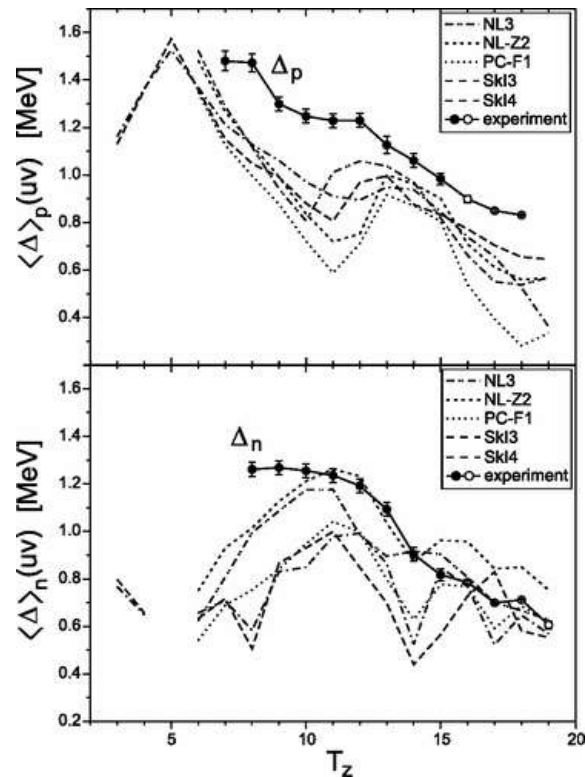 1.6
1.4
1.2
1.0
0.8
0.6
0.4
⟨Δ⟩p(uv) [MeV]
Δp
NL3
NL-Z2
PC-F1
SkI3
SkI4
experiment
1.6
1.4
1.2
1.0
0.8
0.6
0.4
0.2
⟨Δ⟩n(uv) [MeV]
Δn
NL3
NL-Z2
PC-F1
SkI3
SkI4
experiment
5
10
15
20
Tz